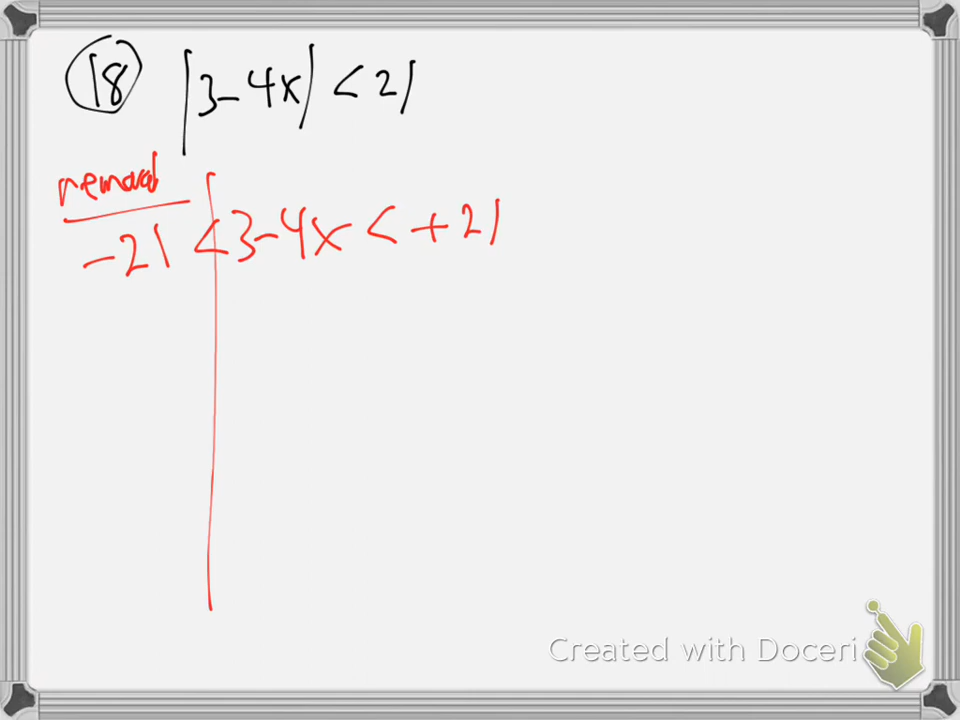 18 |3-4x| < 21
removal
-21 < 3-4x < +21
Created with Doceri